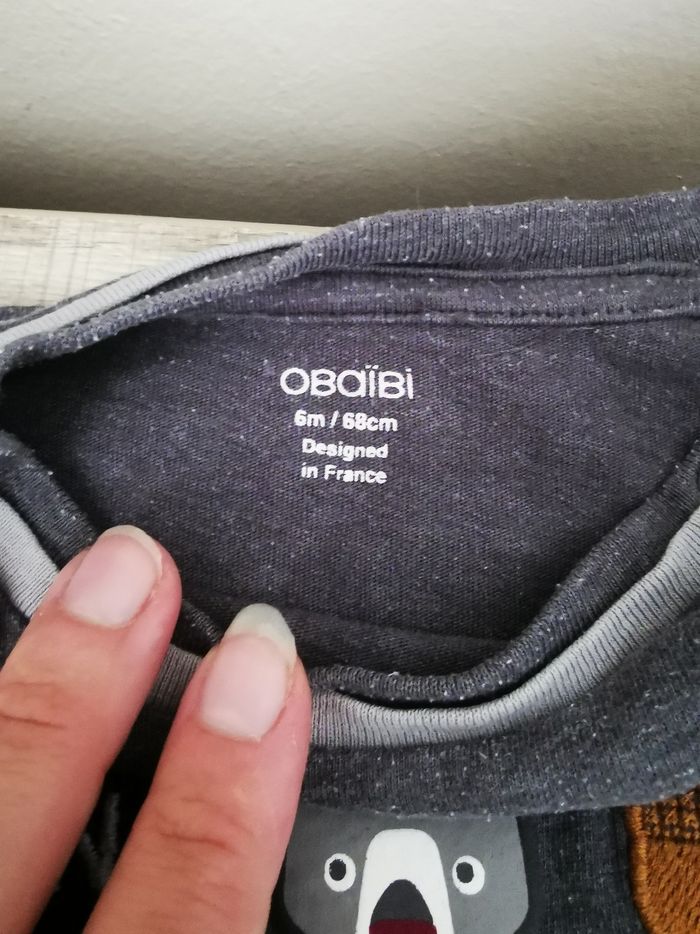 OBaïBi
6m / 68cm
Designed
in France